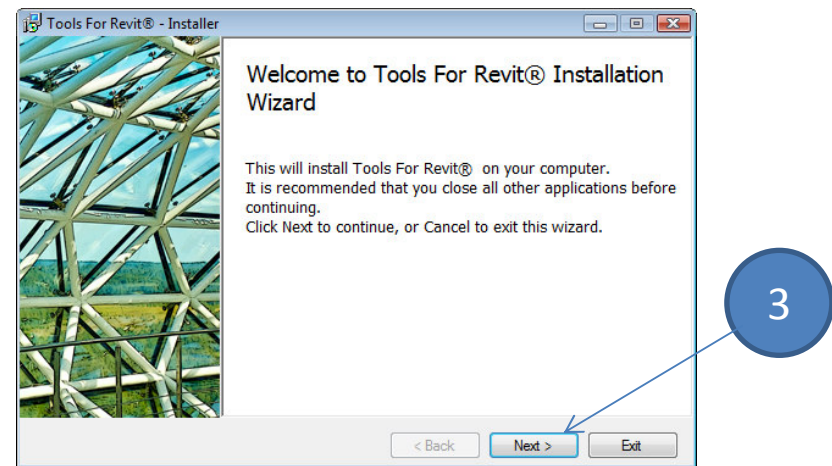 Tools For Revit® - Installer
Welcome to Tools For Revit® Installation
Wizard
This will install Tools For Revit® on your computer.
It is recommended that you close all other applications before
continuing.
Click Next to continue, or Cancel to exit this wizard.
3
< Back Next > Exit